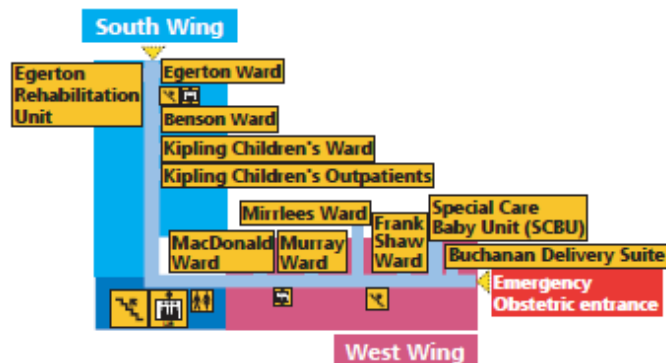 South Wing
Egerton
Rehabilitation
Unit
Egerton Ward
Benson Ward
Kipling Children's Ward
Kipling Children's Outpatients
Mirrlees Ward
Frank
Shaw
Ward
Special Care
Baby Unit (SCBU)
MacDonald
Ward
Murray
Ward
Buchanan Delivery Suite
Emergency
Obstetric entrance
West Wing